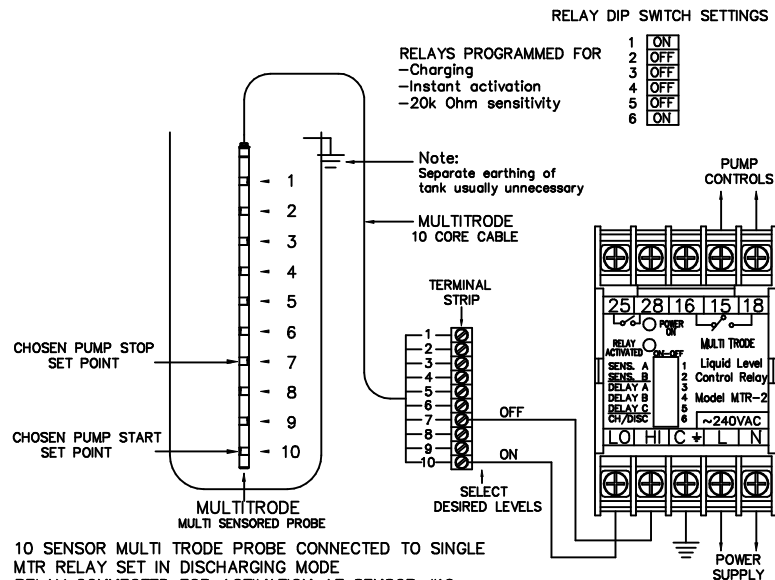 RELAY DIP SWITCH SETTINGS
1 ON
2 OFF
3 OFF
4 OFF
5 OFF
6 ON
RELAYS PROGRAMMED FOR
-Charging
-Instant activation
-20k Ohm sensitivity
Note:
Separate earthing of
tank usually unnecessary
MULTITRODE
10 CORE CABLE
PUMP
CONTROLS
1
2
3
4
5
6
7
8
9
10
CHOSEN PUMP STOP
SET POINT
CHOSEN PUMP START
SET POINT
MULTITRODE
MULTI SENSORED PROBE
TERMINAL
STRIP
1
2
3
4
5
6
7
8
9
10
OFF
ON
SELECT
DESIRED LEVELS
25 28 16 15 18
POWER
ON
RELAY
ACTIVATED
MULTI TRODE
ON-OFF
SENS. A 1
SENS. B 2
DELAY A 3
DELAY B 4
DELAY C 5
CH/DISC 6
Liquid Level
Control Relay
Model MTR-2
~240VAC
LO HI C L N
POWER
SUPPLY
10 SENSOR MULTI TRODE PROBE CONNECTED TO SINGLE
MTR RELAY SET IN DISCHARGING MODE